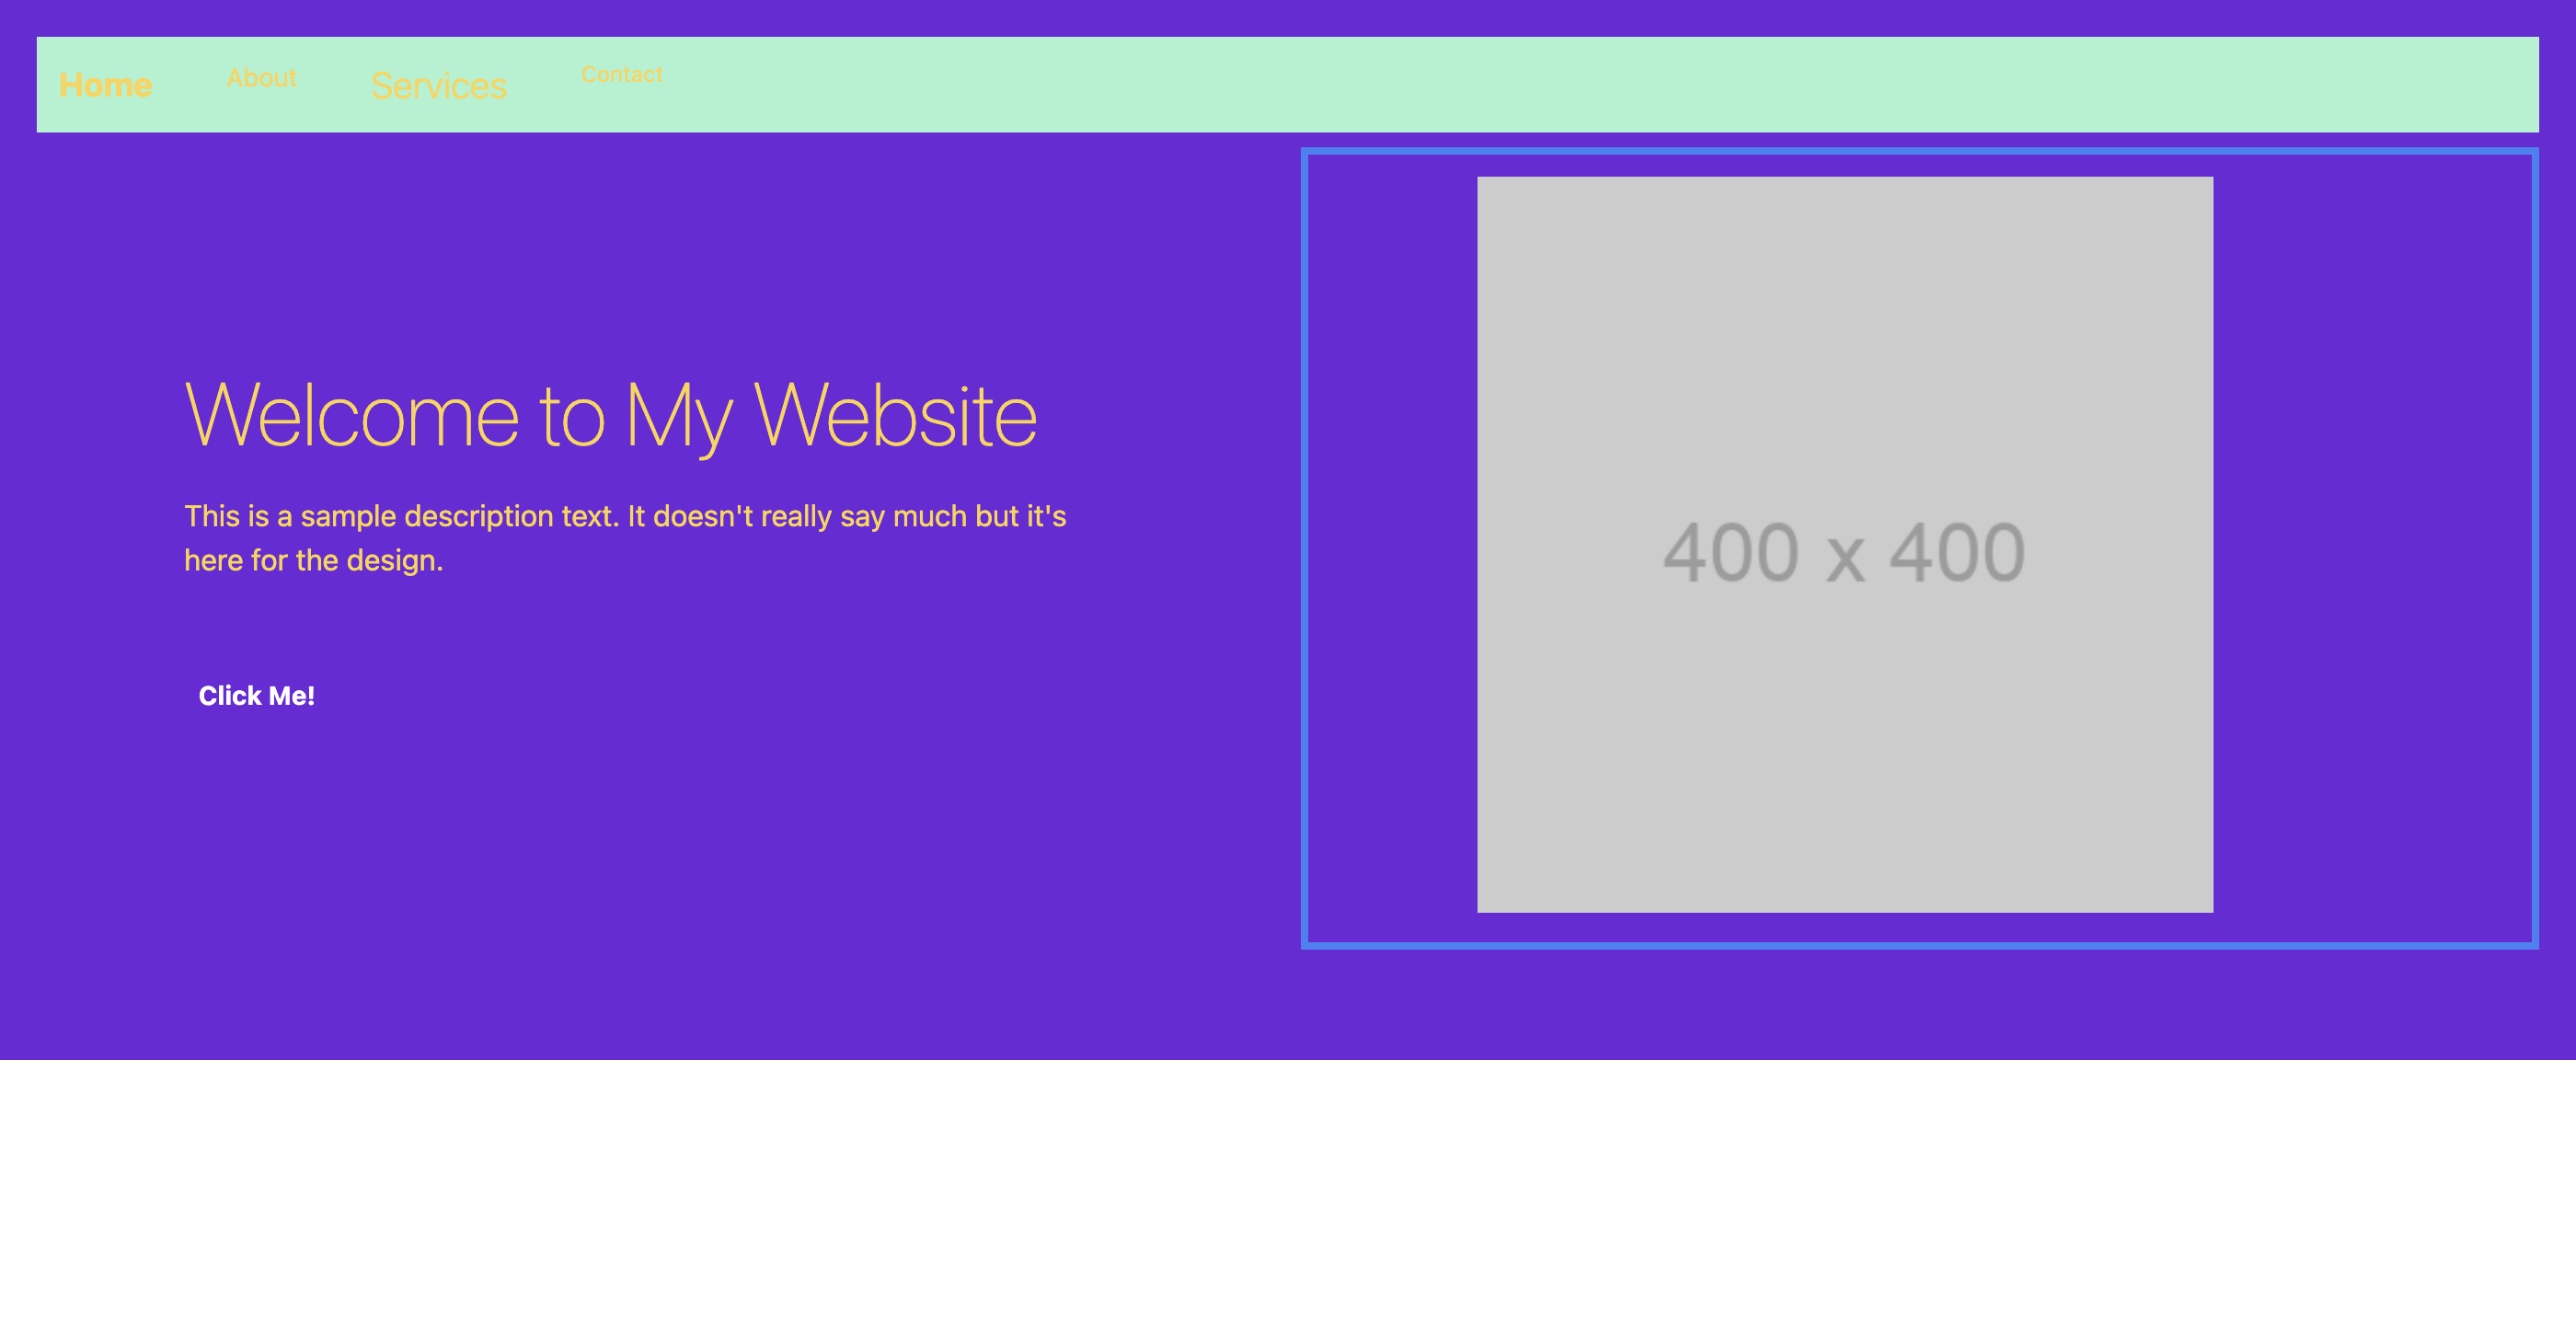 Home About Services Contact
Welcome to My Website
This is a sample description text. It doesn't really say much but it's
here for the design.
Click Me!
400 x 400